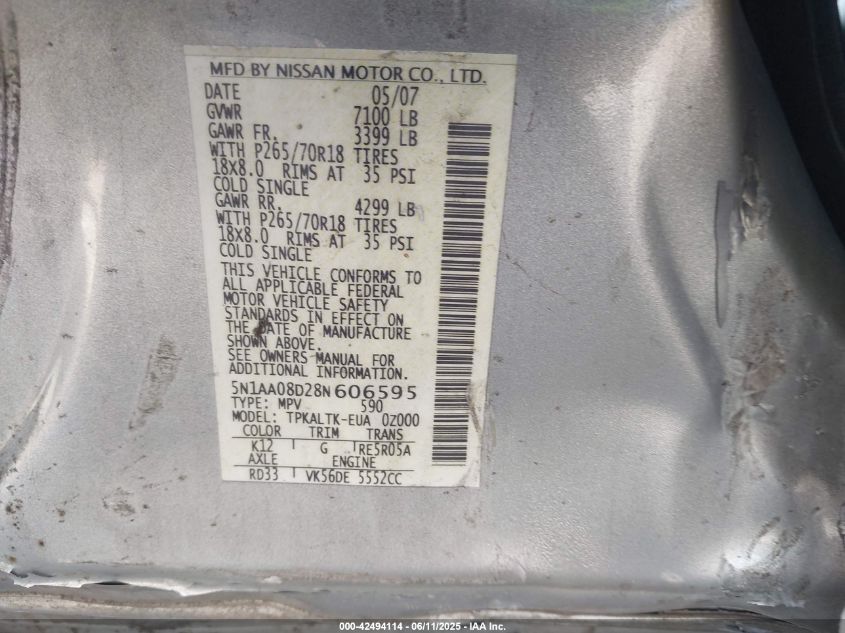 MFD BY NISSAN MOTOR CO., LTD.
DATE 05/07
GVWR 7100 LB
GAWR FR. 3399 LB
WITH P265/70R18 TIRES
18X8.0 RIMS AT 35 PSI
COLD SINGLE
GAWR RR. 4299 LB
WITH P265/70R18 TIRES
18X8.0 RIMS AT 35 PSI
COLD SINGLE
THIS VEHICLE CONFORMS TO
ALL APPLICABLE FEDERAL
MOTOR VEHICLE SAFETY
STANDARDS IN EFFECT ON
THE DATE OF MANUFACTURE
SHOWN ABOVE.
SEE OWNERS MANUAL FOR
ADDITIONAL INFORMATION.
5N1AA08D28N606595
TYPE: MPV 590
MODEL: TPKALTK-EUA 0Z000
COLOR TRIM TRANS
K12 G RE5R05A
AXLE ENGINE
RD33 VK56DE 5552CC
000-42494114 - 06/11/2025 - IAA Inc.